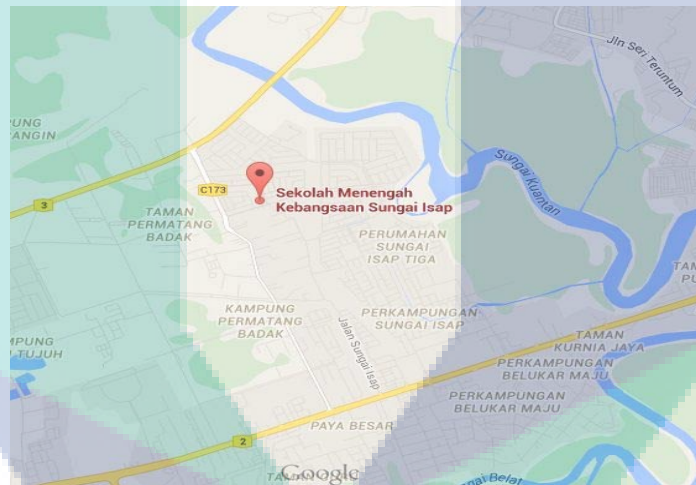 Jln Seri Teruntum
Sungai Kuantan
C173
3
Sekolah Menengah
Kebangsaan Sungai Isap
TAMAN
PERMATANG
BADAK
PERUMAHAN
SUNGAI
ISAP TIGA
KAMPUNG
PERMATANG
BADAK
PERKAMPUNGAN
SUNGAI ISAP
Jalan Sungai Isap
TAMAN
KURNIA JAYA
PERKAMPUNGAN
BELUKAR MAJU
PERKAMPUNGAN
BELUKAR MAJU
PAYA BESAR
2
Google